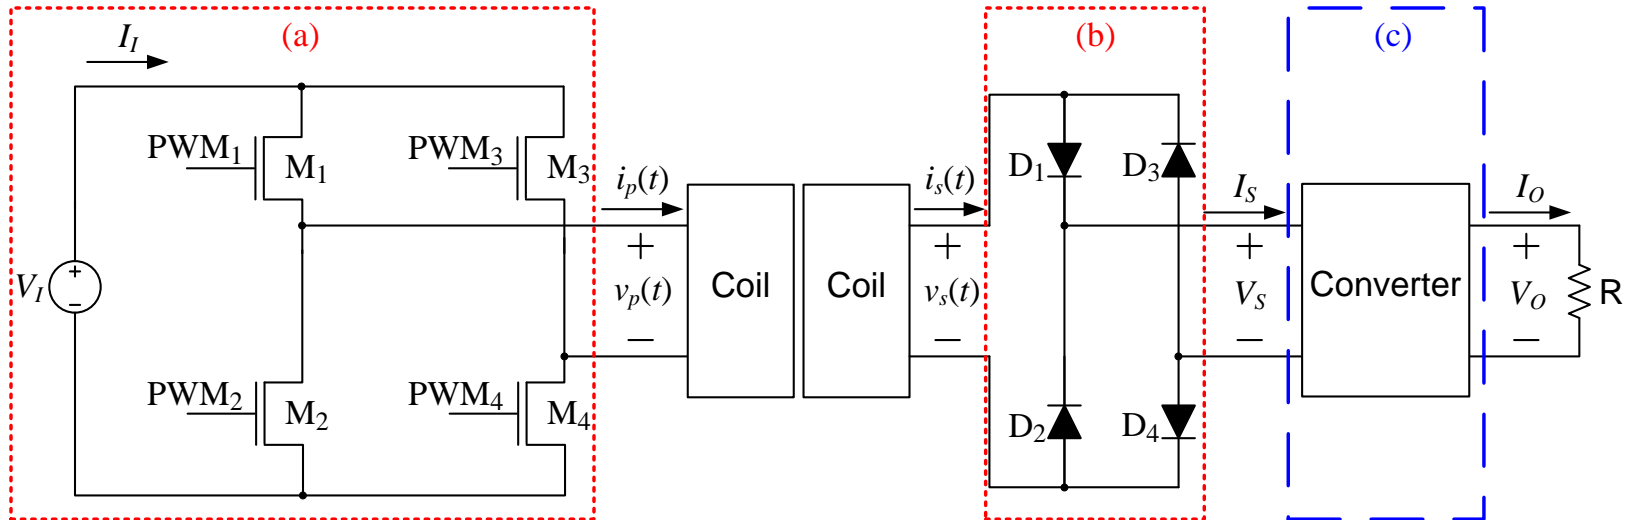 (a) (b) (c)
I_I
PWM₁ M₁ PWM₃ M₃
D₁ D₃
i_p(t) i_s(t) I_S I_O
+ + + +
V_I + −
v_p(t) Coil Coil v_s(t) V_S Converter V_O R
− − − −
PWM₂ M₂ PWM₄ M₄
D₂ D₄